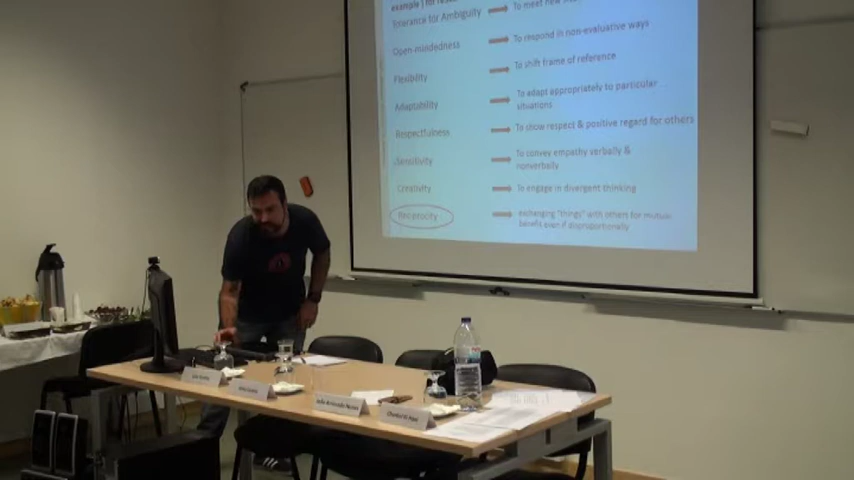 example ) for
Tolerance for Ambiguity To meet new
Open-mindedness To respond in non-evaluative ways
Flexibility To shift frame of reference
Adaptability To adapt appropriately to particular
situations
Respectfulness To show respect & positive regard for others
Sensitivity To convey empathy verbally &
nonverbally
Creativity To engage in divergent thinking
Reciprocity exchanging "things" with others for mutual
benefit even if disproportionally